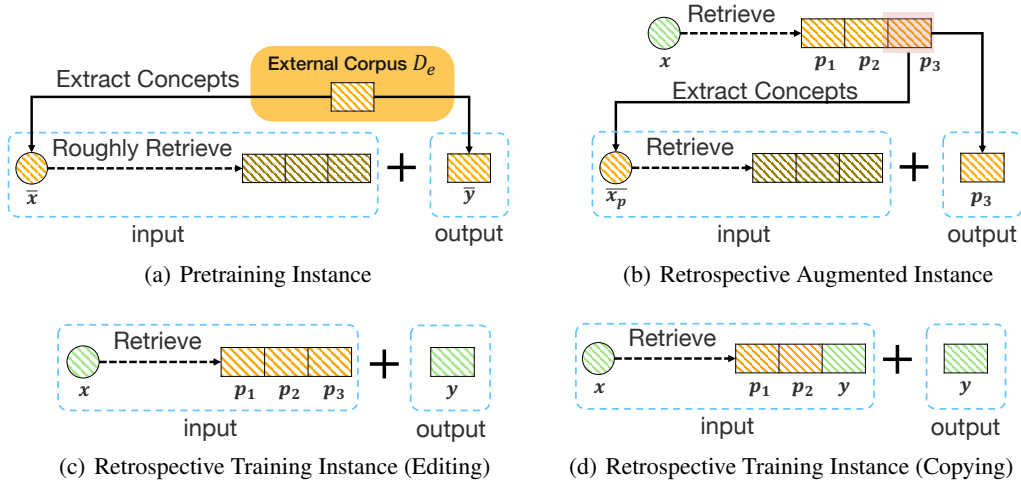 External Corpus D_e
Extract Concepts
Roughly Retrieve
x̅
+
y̅
input
output
(a) Pretraining Instance
Retrieve
x
p₁ p₂ p₃
Extract Concepts
Retrieve
x̅_p̅
+
p₃
input
output
(b) Retrospective Augmented Instance
Retrieve
x
p₁ p₂ p₃
+
y
input
output
(c) Retrospective Training Instance (Editing)
Retrieve
x
p₁ p₂ y
+
y
input
output
(d) Retrospective Training Instance (Copying)